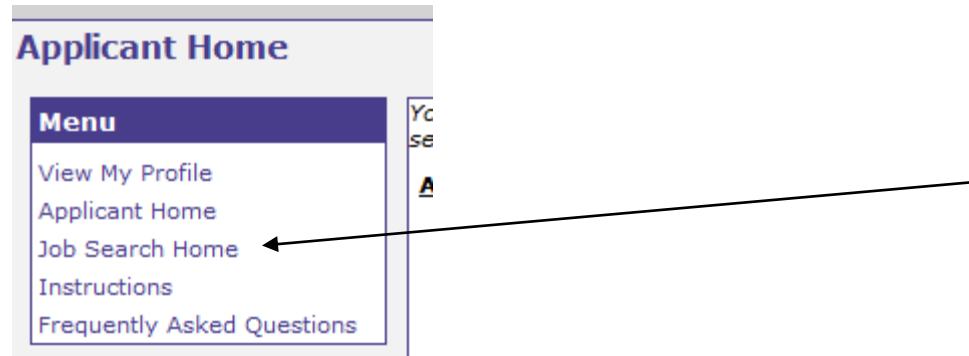 Applicant Home
Menu
View My Profile
Applicant Home
Job Search Home
Instructions
Frequently Asked Questions